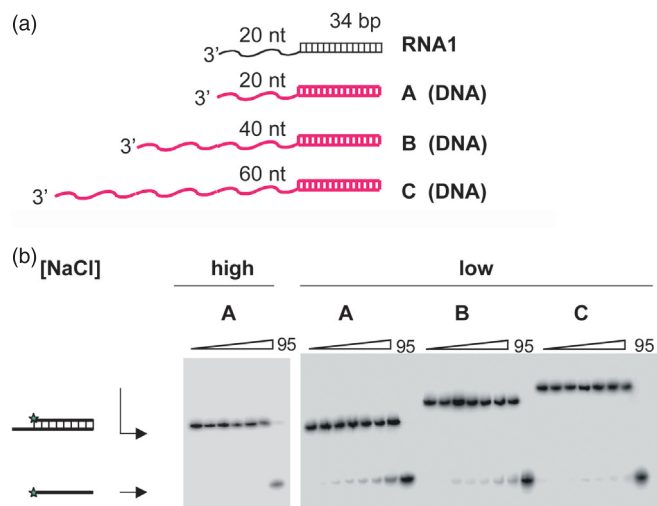 (a)
34 bp
20 nt
3’
RNA1
20 nt
3’
A (DNA)
40 nt
3’
B (DNA)
60 nt
3’
C (DNA)
(b)
[NaCl]
high
low
A
A
B
C
95
95
95
95